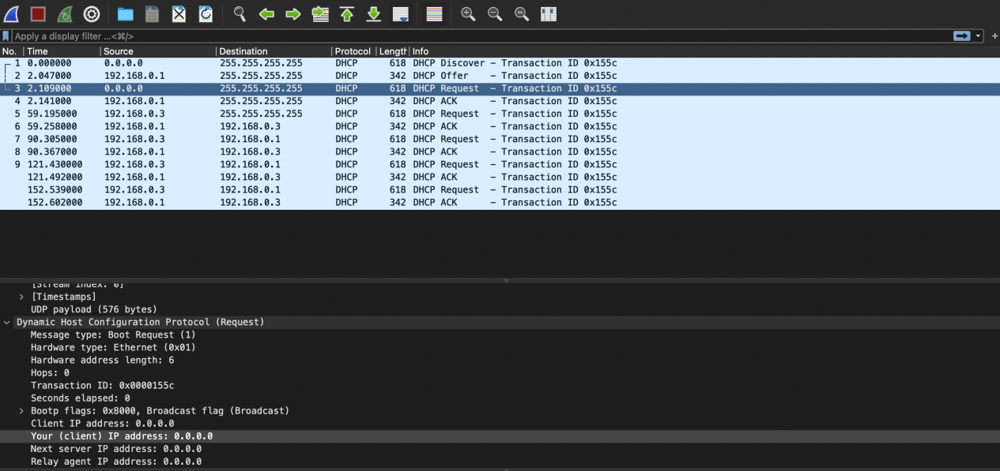 Apply a display filter ...<⌘/>
No. Time Source Destination Protocol Length Info
1 0.000000 0.0.0.0 255.255.255.255 DHCP 618 DHCP Discover – Transaction ID 0x155c
2 2.047000 192.168.0.1 255.255.255.255 DHCP 342 DHCP Offer – Transaction ID 0x155c
3 2.109000 0.0.0.0 255.255.255.255 DHCP 618 DHCP Request – Transaction ID 0x155c
4 2.141000 192.168.0.1 255.255.255.255 DHCP 342 DHCP ACK – Transaction ID 0x155c
5 59.195000 192.168.0.3 255.255.255.255 DHCP 618 DHCP Request – Transaction ID 0x155c
6 59.258000 192.168.0.1 192.168.0.3 DHCP 342 DHCP ACK – Transaction ID 0x155c
7 90.305000 192.168.0.3 192.168.0.1 DHCP 618 DHCP Request – Transaction ID 0x155c
8 90.367000 192.168.0.1 192.168.0.3 DHCP 342 DHCP ACK – Transaction ID 0x155c
9 121.430000 192.168.0.3 192.168.0.1 DHCP 618 DHCP Request – Transaction ID 0x155c
121.492000 192.168.0.1 192.168.0.3 DHCP 342 DHCP ACK – Transaction ID 0x155c
152.539000 192.168.0.3 192.168.0.1 DHCP 618 DHCP Request – Transaction ID 0x155c
152.602000 192.168.0.1 192.168.0.3 DHCP 342 DHCP ACK – Transaction ID 0x155c
[Stream index: 0]
[Timestamps]
UDP payload (576 bytes)
Dynamic Host Configuration Protocol (Request)
Message type: Boot Request (1)
Hardware type: Ethernet (0x01)
Hardware address length: 6
Hops: 0
Transaction ID: 0x0000155c
Seconds elapsed: 0
Bootp flags: 0x8000, Broadcast flag (Broadcast)
Client IP address: 0.0.0.0
Your (client) IP address: 0.0.0.0
Next server IP address: 0.0.0.0
Relay agent IP address: 0.0.0.0